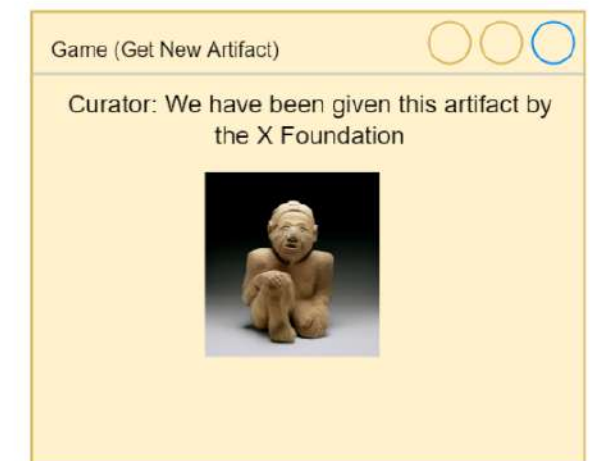 Game (Get New Artifact)
Curator: We have been given this artifact by
the X Foundation